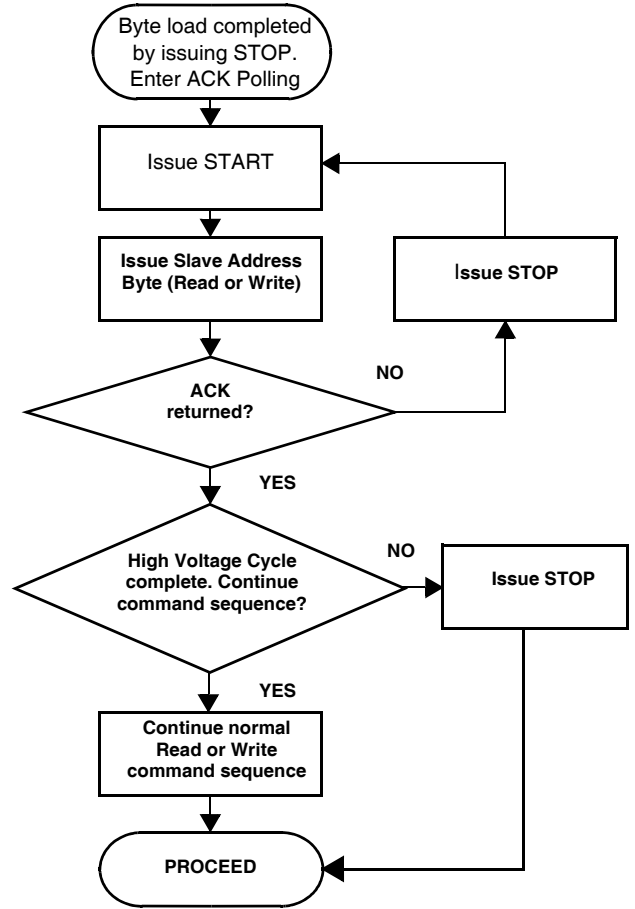 Byte load completed
by issuing STOP.
Enter ACK Polling
Issue START
Issue Slave Address
Byte (Read or Write)
Issue STOP
NO
ACK
returned?
YES
High Voltage Cycle
complete. Continue
command sequence?
NO
Issue STOP
YES
Continue normal
Read or Write
command sequence
PROCEED